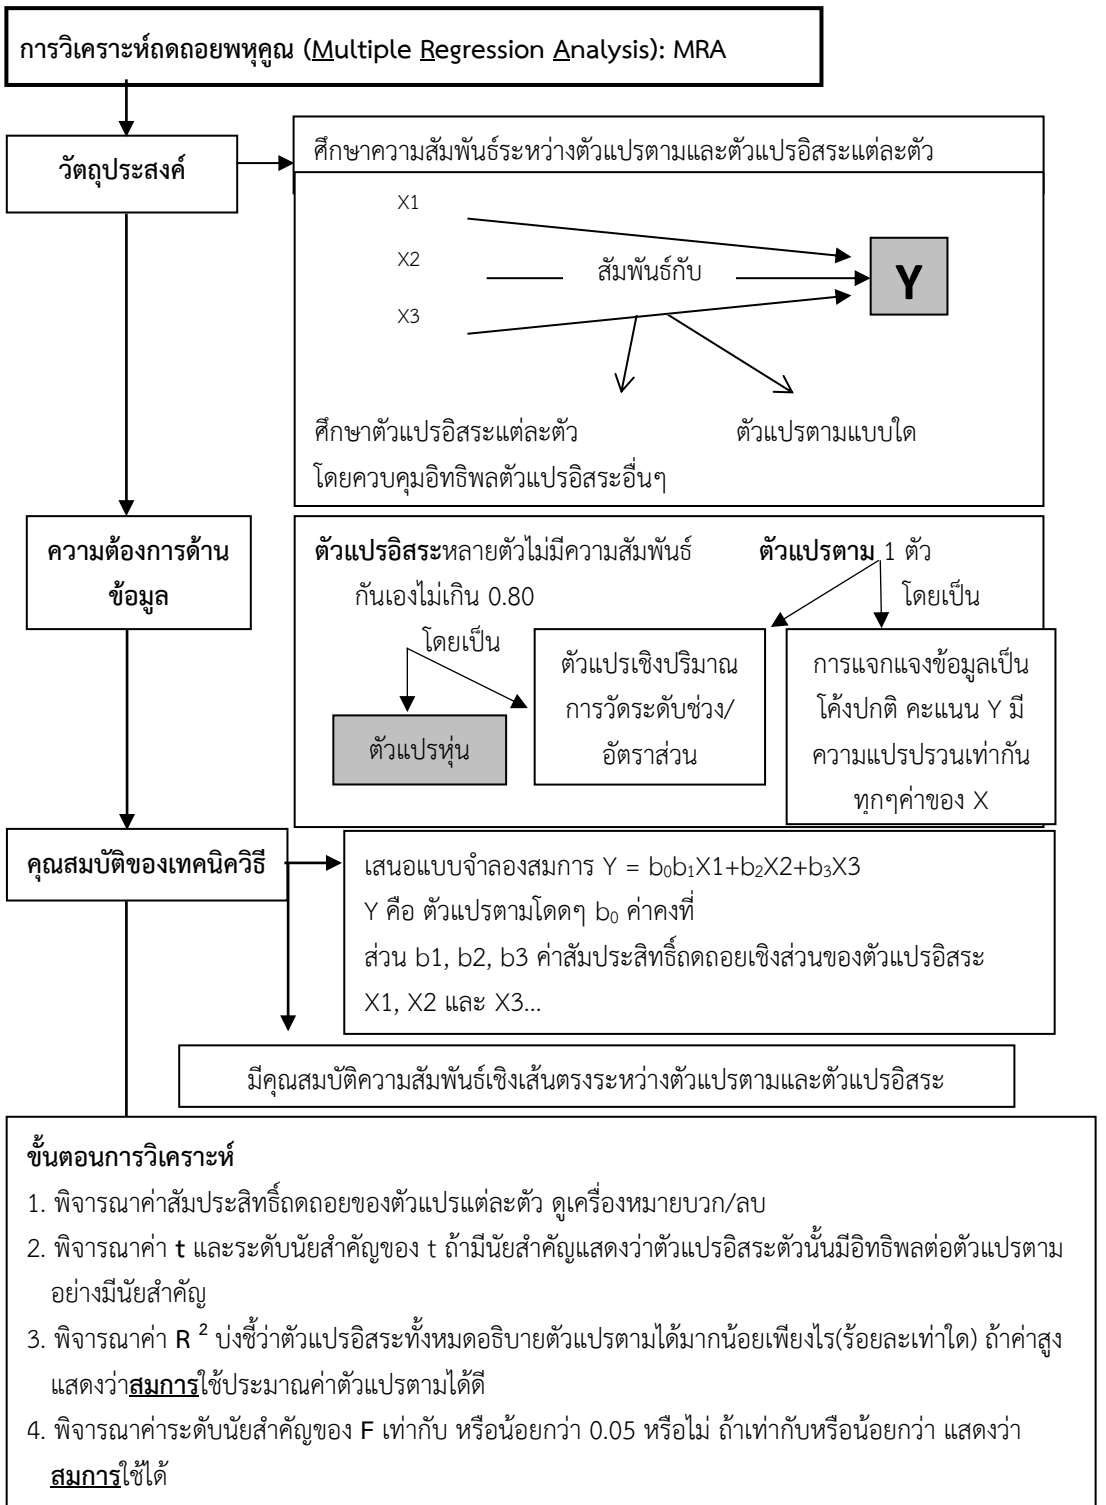 การวิเคราะห์ถดถอยพหุคูณ (Multiple Regression Analysis): MRA
วัตถุประสงค์
ศึกษาความสัมพันธ์ระหว่างตัวแปรตามและตัวแปรอิสระแต่ละตัว
X1
X2
สัมพันธ์กับ
Y
X3
ศึกษาตัวแปรอิสระแต่ละตัว
ตัวแปรตามแบบใด
โดยควบคุมอิทธิพลตัวแปรอิสระอื่นๆ
ความต้องการด้าน
ข้อมูล
ตัวแปรอิสระหลายตัวไม่มีความสัมพันธ์
กันเองไม่เกิน 0.80
โดยเป็น
ตัวแปรตาม 1 ตัว
โดยเป็น
ตัวแปรหุ่น
ตัวแปรเชิงปริมาณ
การวัดระดับช่วง/
อัตราส่วน
การแจกแจงข้อมูลเป็น
โค้งปกติ คะแนน Y มี
ความแปรปรวนเท่ากัน
ทุกๆค่าของ X
คุณสมบัติของเทคนิควิธี
เสนอแบบจำลองสมการ Y = b₀b₁X1+b₂X2+b₃X3
Y คือ ตัวแปรตามโดดๆ b₀ ค่าคงที่
ส่วน b1, b2, b3 ค่าสัมประสิทธิ์ถดถอยเชิงส่วนของตัวแปรอิสระ
X1, X2 และ X3...
มีคุณสมบัติความสัมพันธ์เชิงเส้นตรงระหว่างตัวแปรตามและตัวแปรอิสระ
ขั้นตอนการวิเคราะห์
1. พิจารณาค่าสัมประสิทธิ์ถดถอยของตัวแปรแต่ละตัว ดูเครื่องหมายบวก/ลบ
2. พิจารณาค่า t และระดับนัยสำคัญของ t ถ้ามีนัยสำคัญแสดงว่าตัวแปรอิสระตัวนั้นมีอิทธิพลต่อตัวแปรตาม
อย่างมีนัยสำคัญ
3. พิจารณาค่า R ² บ่งชี้ว่าตัวแปรอิสระทั้งหมดอธิบายตัวแปรตามได้มากน้อยเพียงไร(ร้อยละเท่าใด) ถ้าค่าสูง
แสดงว่าสมการใช้ประมาณค่าตัวแปรตามได้ดี
4. พิจารณาค่าระดับนัยสำคัญของ F เท่ากับ หรือน้อยกว่า 0.05 หรือไม่ ถ้าเท่ากับหรือน้อยกว่า แสดงว่า
สมการใช้ได้